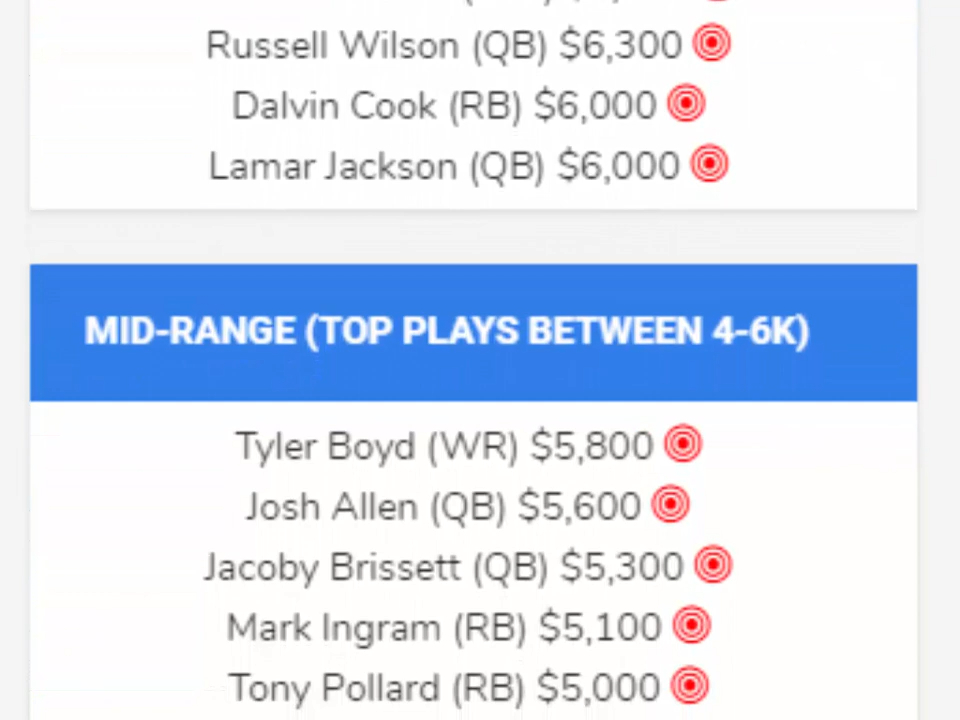 Russell Wilson (QB) $6,300
Dalvin Cook (RB) $6,000
Lamar Jackson (QB) $6,000
MID-RANGE (TOP PLAYS BETWEEN 4-6K)
Tyler Boyd (WR) $5,800
Josh Allen (QB) $5,600
Jacoby Brissett (QB) $5,300
Mark Ingram (RB) $5,100
Tony Pollard (RB) $5,000